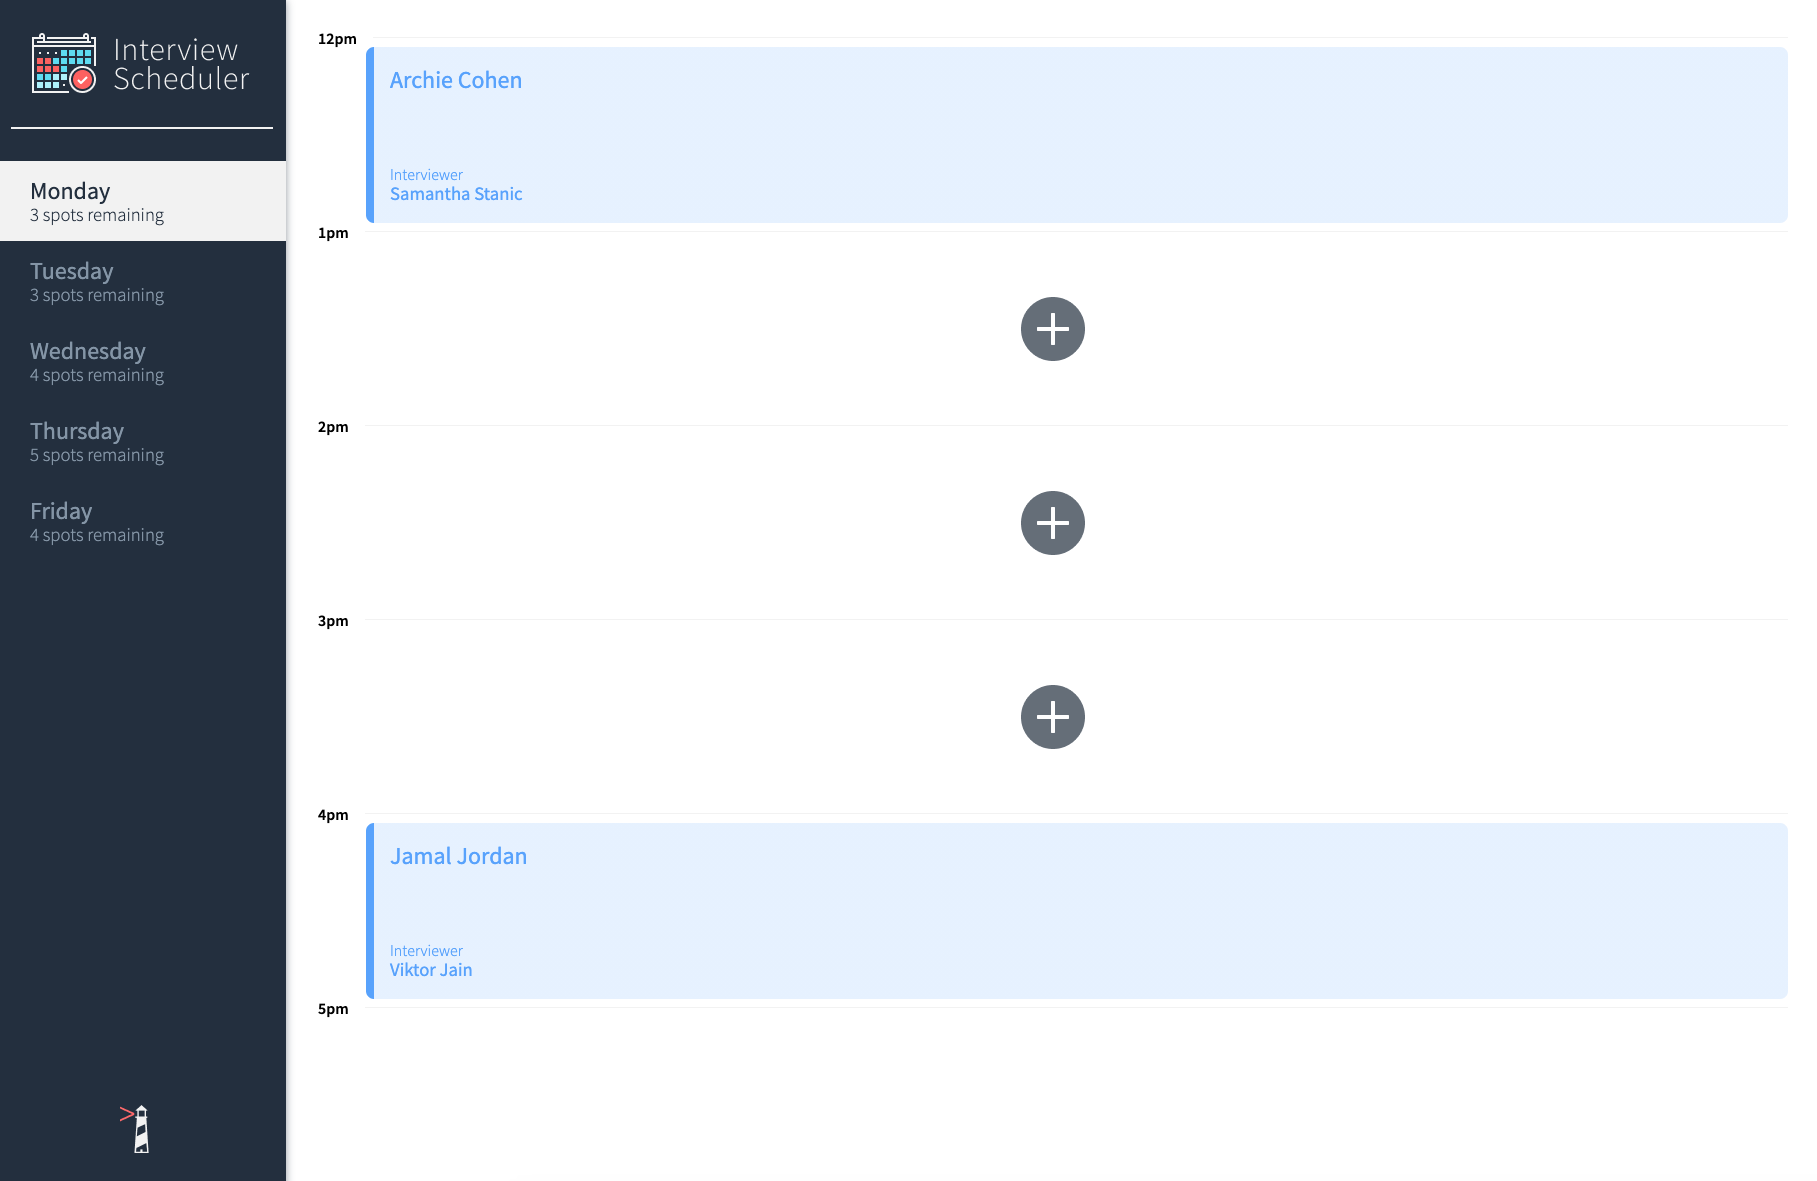 Interview
Scheduler
Monday
3 spots remaining
Tuesday
3 spots remaining
Wednesday
4 spots remaining
Thursday
5 spots remaining
Friday
4 spots remaining
12pm
Archie Cohen
Interviewer
Samantha Stanic
1pm
2pm
3pm
4pm
Jamal Jordan
Interviewer
Viktor Jain
5pm